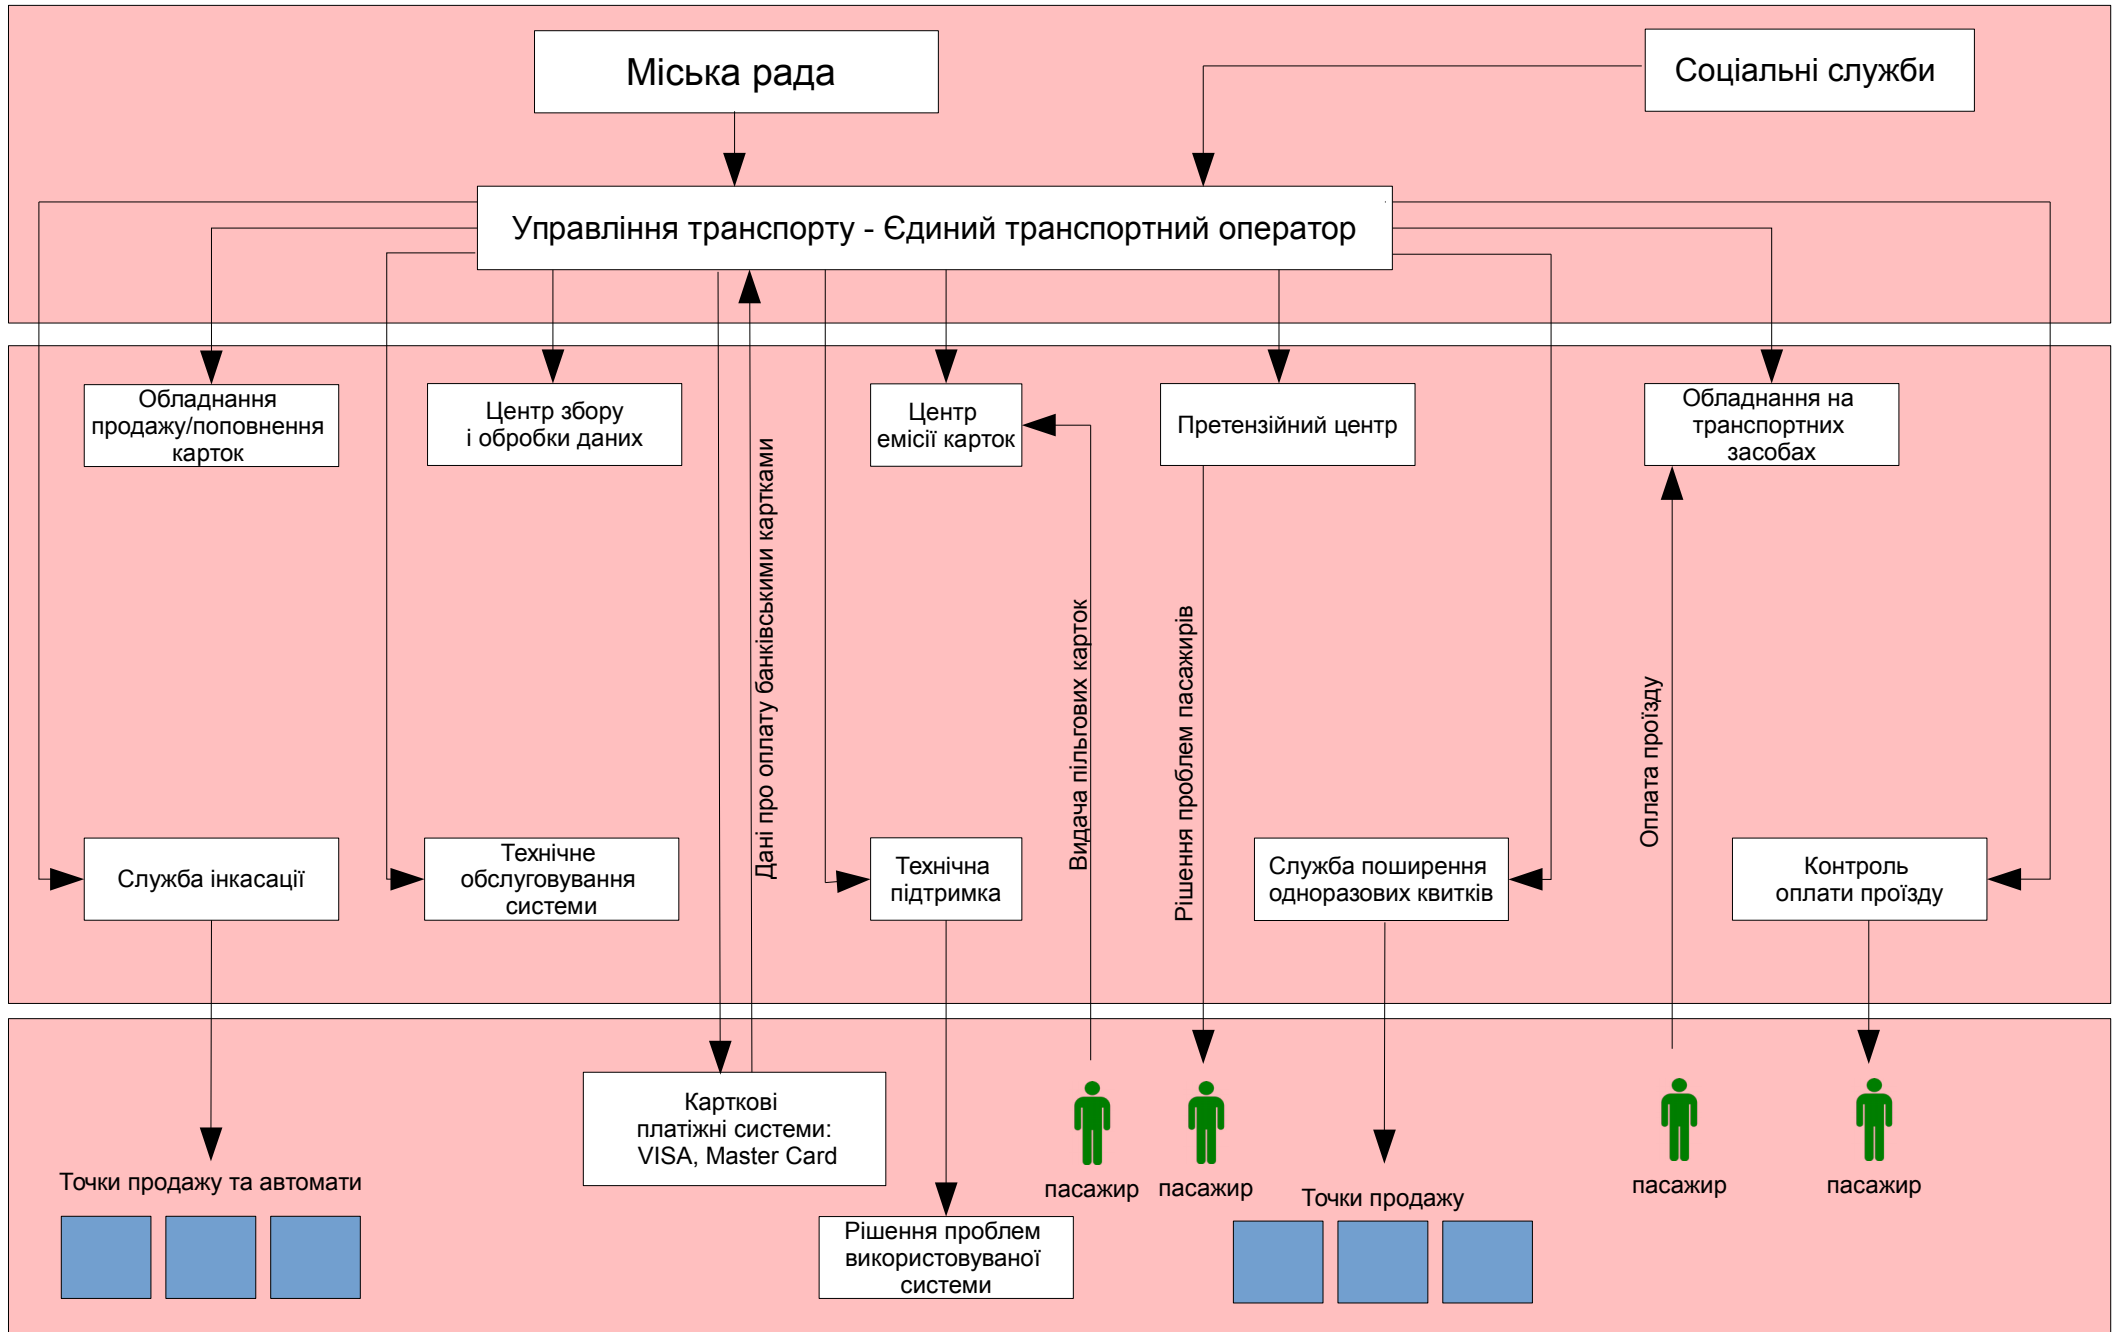 Міська рада
Соціальні служби
Управління транспорту - Єдиний транспортний оператор
Обладнання
продажу/поповнення
карток
Центр збору
і обробки даних
Центр
емісії карток
Претензійний центр
Обладнання на
транспортних
засобах
Дані про оплату банківськими картками
Видача пільгових карток
Рішення проблем пасажирів
Оплата проїзду
Служба інкасації
Технічне
обслуговування
системи
Технічна
підтримка
Служба поширення
одноразових квитків
Контроль
оплати проїзду
Точки продажу та автомати
Карткові
платіжні системи:
VISA, Master Card
Рішення проблем
використовуваної
системи
пасажир
пасажир
Точки продажу
пасажир
пасажир